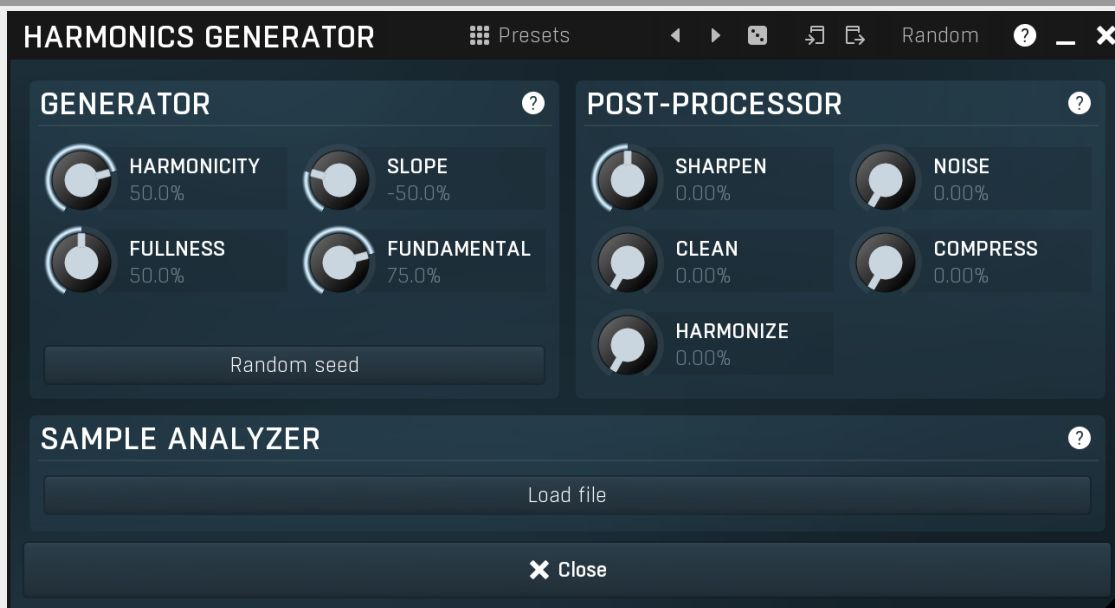 HARMONICS GENERATOR Presets Random ?
GENERATOR ?
HARMONICITY
50.0%
SLOPE
-50.0%
FULLNESS
50.0%
FUNDAMENTAL
75.0%
Random seed
POST-PROCESSOR ?
SHARPEN
0.00%
NOISE
0.00%
CLEAN
0.00%
COMPRESS
0.00%
HARMONIZE
0.00%
SAMPLE ANALYZER ?
Load file
Close